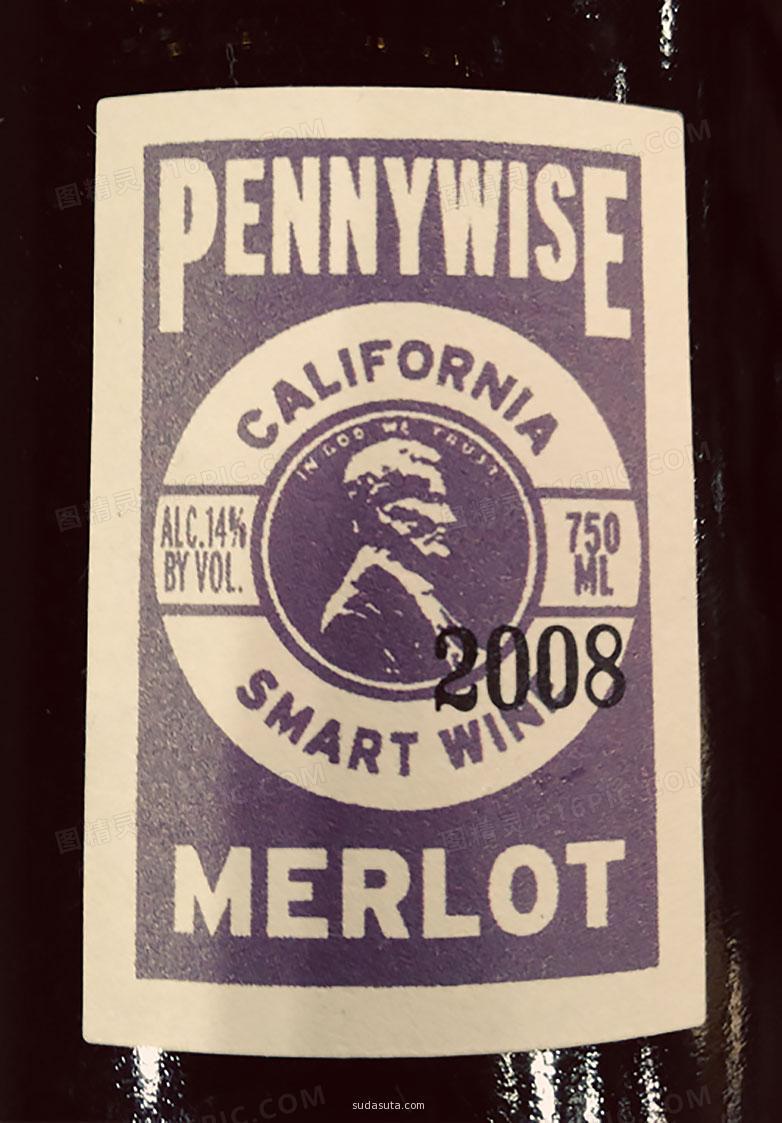 PENNYWISE
CALIFORNIA
IN GOD WE TRUST
ALC.14%
BY VOL.
750
ML
2008
SMART WINE
MERLOT
sudasuta.com